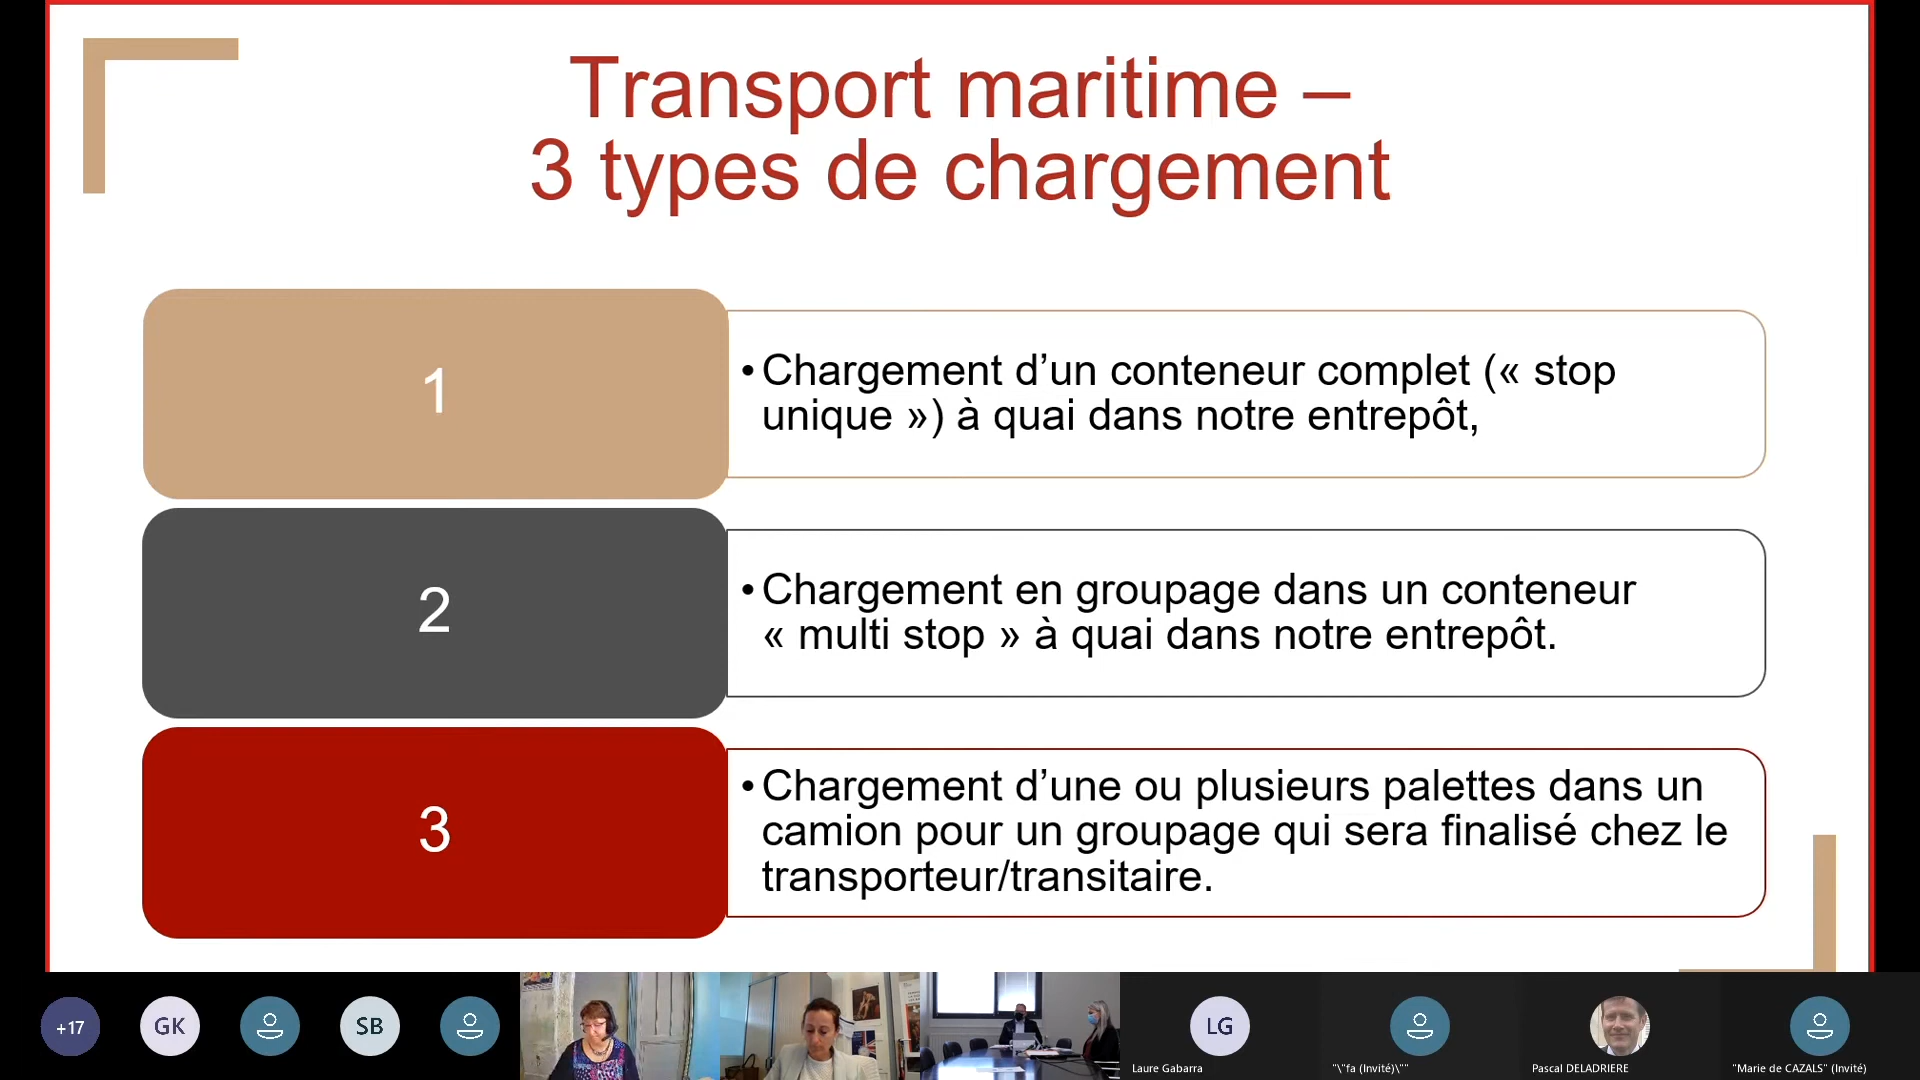 Transport maritime –
3 types de chargement
1
• Chargement d’un conteneur complet (« stop
unique ») à quai dans notre entrepôt,
2
• Chargement en groupage dans un conteneur
« multi stop » à quai dans notre entrepôt.
3
• Chargement d’une ou plusieurs palettes dans un
camion pour un groupage qui sera finalisé chez le
transporteur/transitaire.
+17
GK
SB
LG
Laure Gabarra
"\"fa (Invité)\""
Pascal DELADRIERE
"Marie de CAZALS" (Invité)